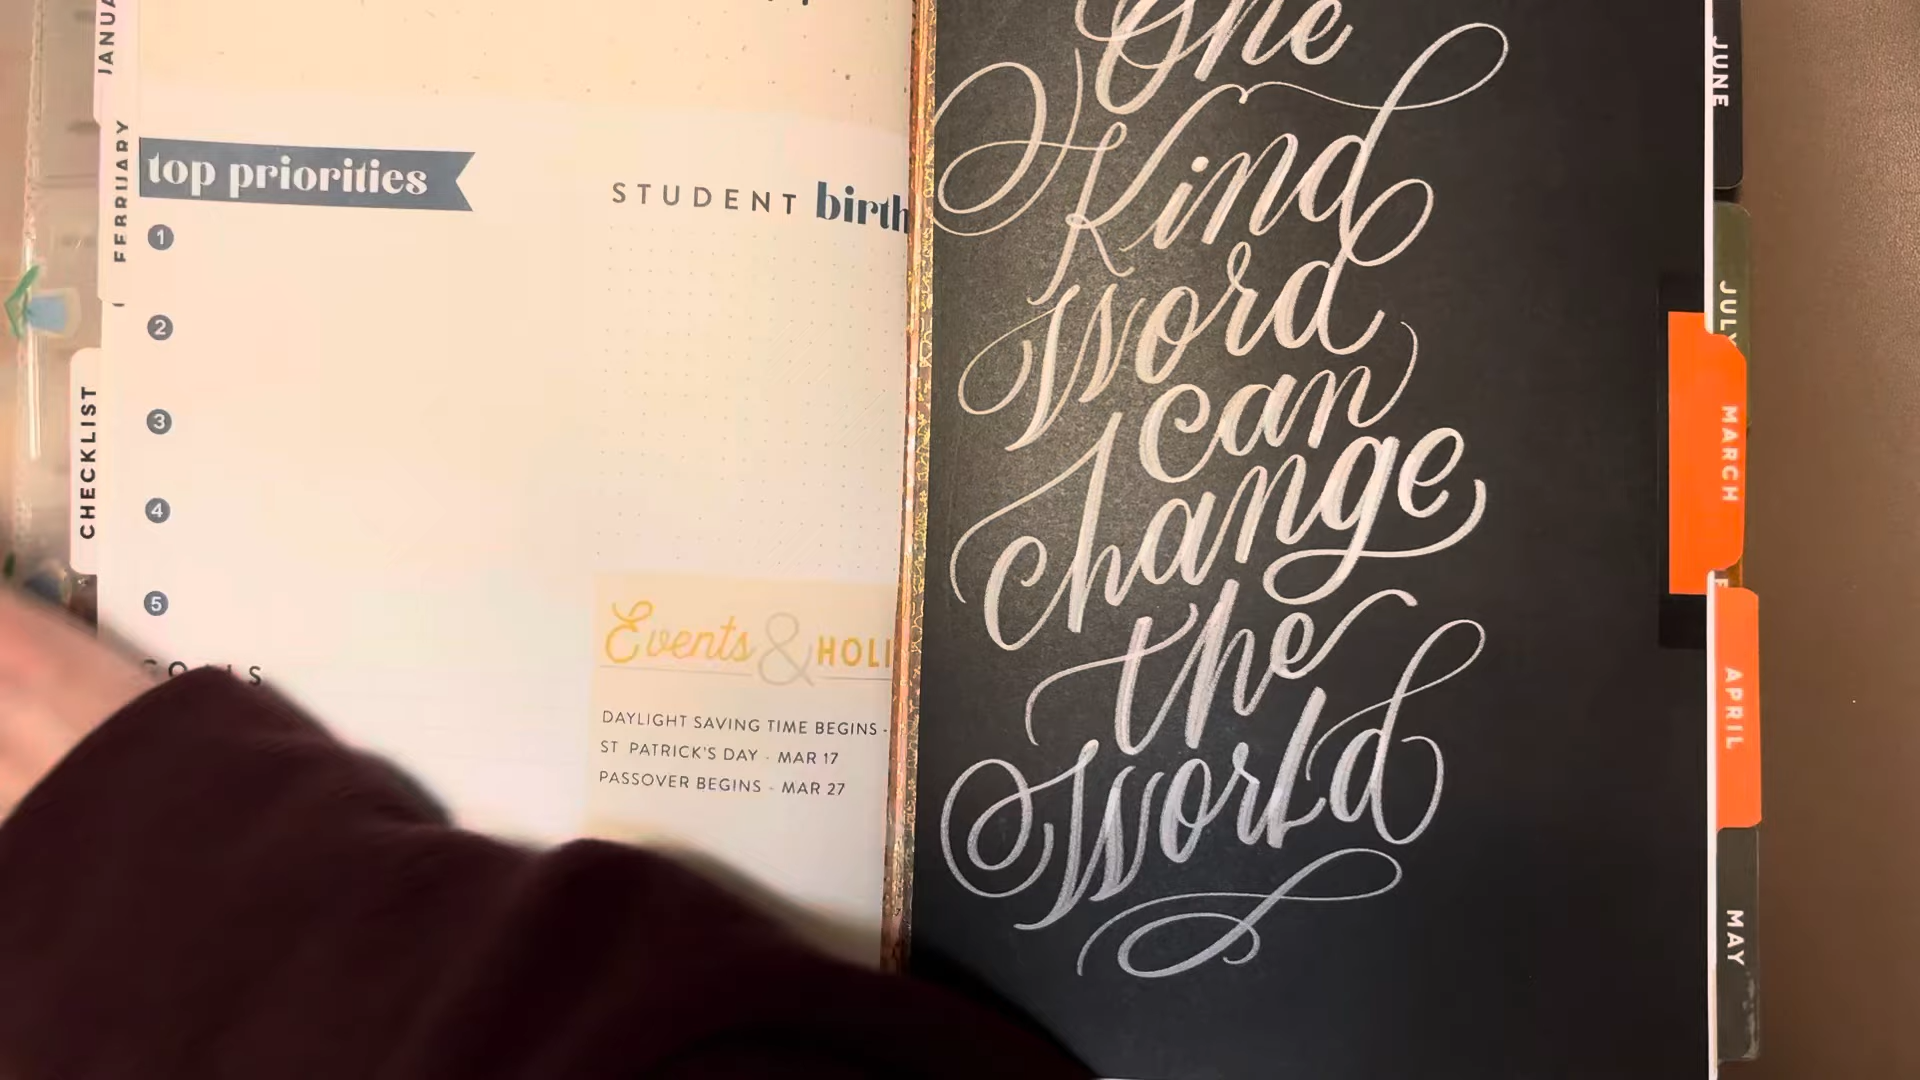 JANUA
FEBRUARY
CHECKLIST
top priorities
1
2
3
4
5
STUDENT birth
Events & HOLI
DAYLIGHT SAVING TIME BEGINS -
ST PATRICK'S DAY - MAR 17
PASSOVER BEGINS - MAR 27
One
Kind
Word
can
change
the
World
JUNE
JULY
MARCH
APRIL
MAY